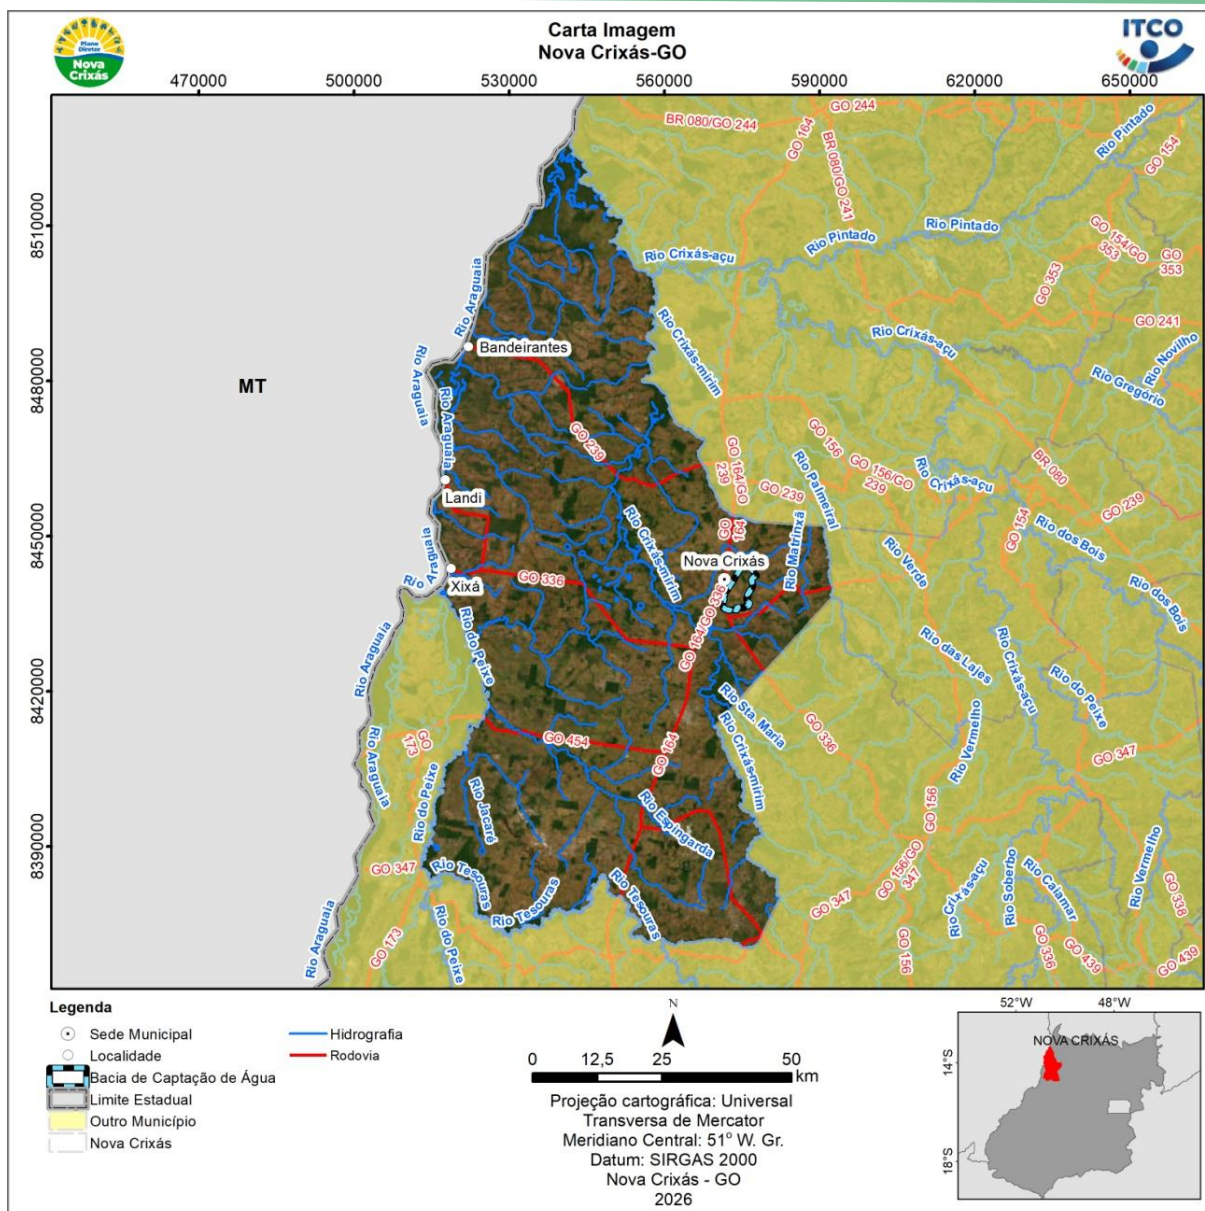 Carta Imagem
Nova Crixás-GO
Plano
Diretor
Nova
Crixás
ITCO
470000
500000
530000
560000
590000
620000
650000
8510000
8480000
8450000
8420000
8390000
MT
BR 080/GO 244
GO 164
GO 244
BR 080/GO 241
Rio Pintado
GO 154
Rio Pintado
Rio Pintado
GO 154/GO
353
GO
353
GO 353
GO 241
Rio Crixás-açu
Rio Crixás-açu
Rio Novilho
Rio Gregório
Rio Araguaia
Bandeirantes
Rio Crixás-mirim
Rio Araguaia
Rio Araguaia
GO 239
GO 156
GO 164/GO
239
GO 239
Rio Palmeiral
GO 156/GO
239
Rio Crixás-açu
BR 080
GO 239
Landi
GO
164
GO 154
Rio dos Bois
Rio Araguaia
Rio Crixás-mirim
Nova Crixás
Rio Matrinxã
Rio Verde
Xixá
GO 336
GO 164/GO 336
Rio dos Bois
Rio do Peixe
Rio Araguaia
Rio das Lajes
Rio Crixás-açu
Rio do Peixe
Rio Sta. Maria
Rio Crixás-mirim
GO 336
Rio Vermelho
GO 347
GO
173
GO 454
GO 164
Rio Araguaia
Rio do Peixe
Rio Jacaré
Rio Espingarda
GO 156
GO 156/GO
347
GO 347
Rio Tesouras
Rio Tesouras
Rio Tesouras
GO 347
Rio Crixás-açu
Rio Soberbo
Rio Caiamar
Rio Vermelho
GO 338
Rio Araguaia
GO 173
Rio do Peixe
GO 156
GO 336
GO 439
GO 439
Legenda
Sede Municipal
Localidade
Bacia de Captação de Água
Limite Estadual
Outro Município
Nova Crixás
Hidrografia
Rodovia
N
0 12,5 25 50
km
Projeção cartográfica: Universal
Transversa de Mercator
Meridiano Central: 51° W. Gr.
Datum: SIRGAS 2000
Nova Crixás - GO
2026
52°W 48°W
NOVA CRIXÁS
14°S
18°S